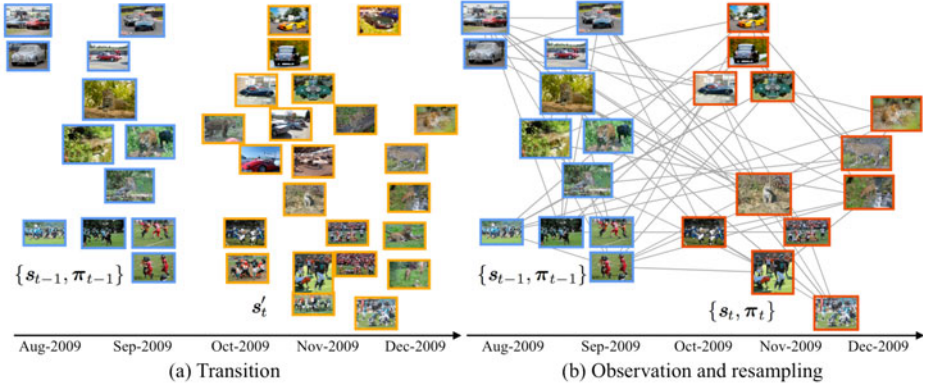 {s_{t−1}, π_{t−1}}
s′_t
Aug-2009 Sep-2009 Oct-2009 Nov-2009 Dec-2009
(a) Transition
{s_{t−1}, π_{t−1}}
{s_t, π_t}
Aug-2009 Sep-2009 Oct-2009 Nov-2009 Dec-2009
(b) Observation and resampling